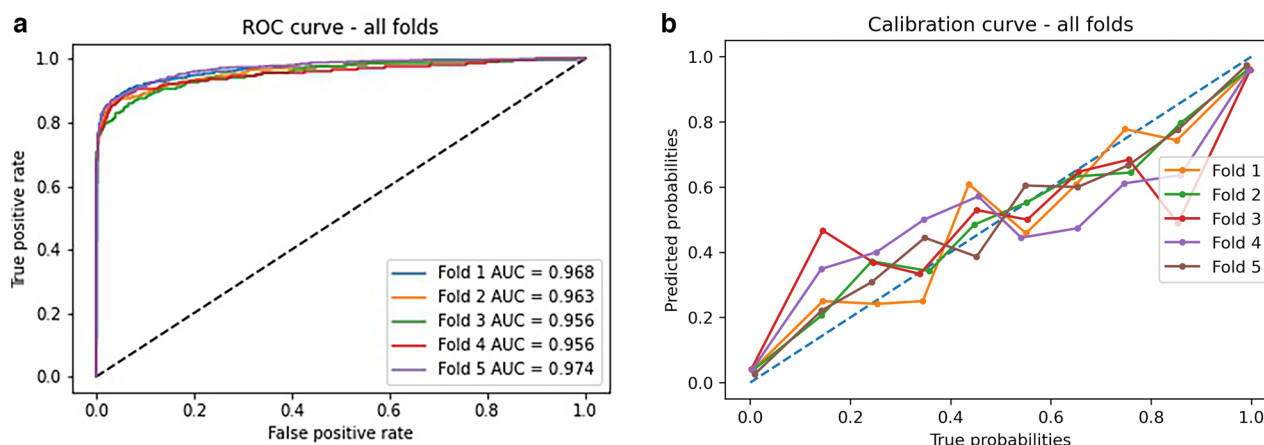 a
ROC curve - all folds
True positive rate
1.0
0.8
0.6
0.4
0.2
0.0
Fold 1 AUC = 0.968
Fold 2 AUC = 0.963
Fold 3 AUC = 0.956
Fold 4 AUC = 0.956
Fold 5 AUC = 0.974
0.0 0.2 0.4 0.6 0.8 1.0
False positive rate
b
Calibration curve - all folds
Predicted probabilities
1.0
0.8
0.6
0.4
0.2
0.0
Fold 1
Fold 2
Fold 3
Fold 4
Fold 5
0.0 0.2 0.4 0.6 0.8 1.0
True probabilities